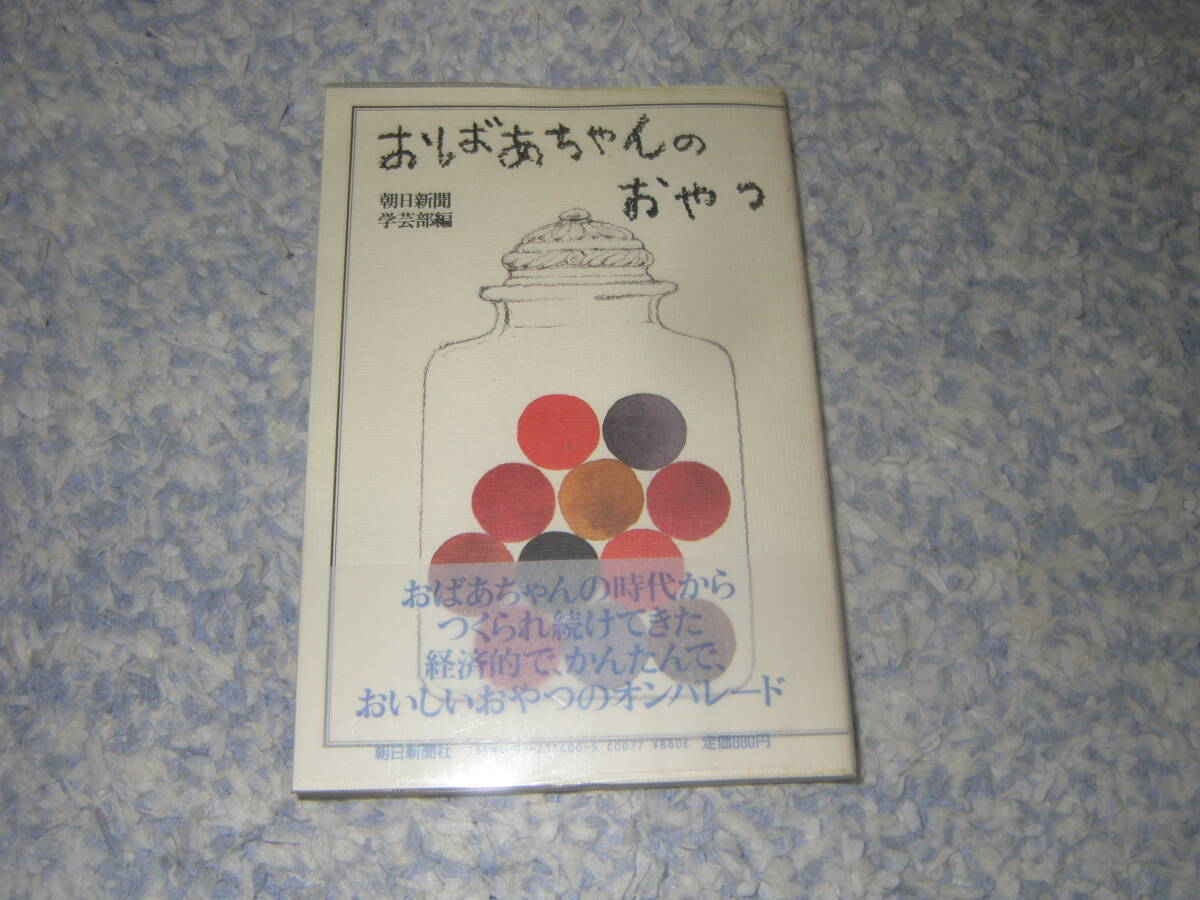 おばあちゃんの
おやつ
朝日新聞
学芸部編
おばあちゃんの時代から
つくられ続けてきた
経済的で、かんたんで、
おいしいおやつのオンパレード
朝日新聞社 C0077 ¥880E 定価880円